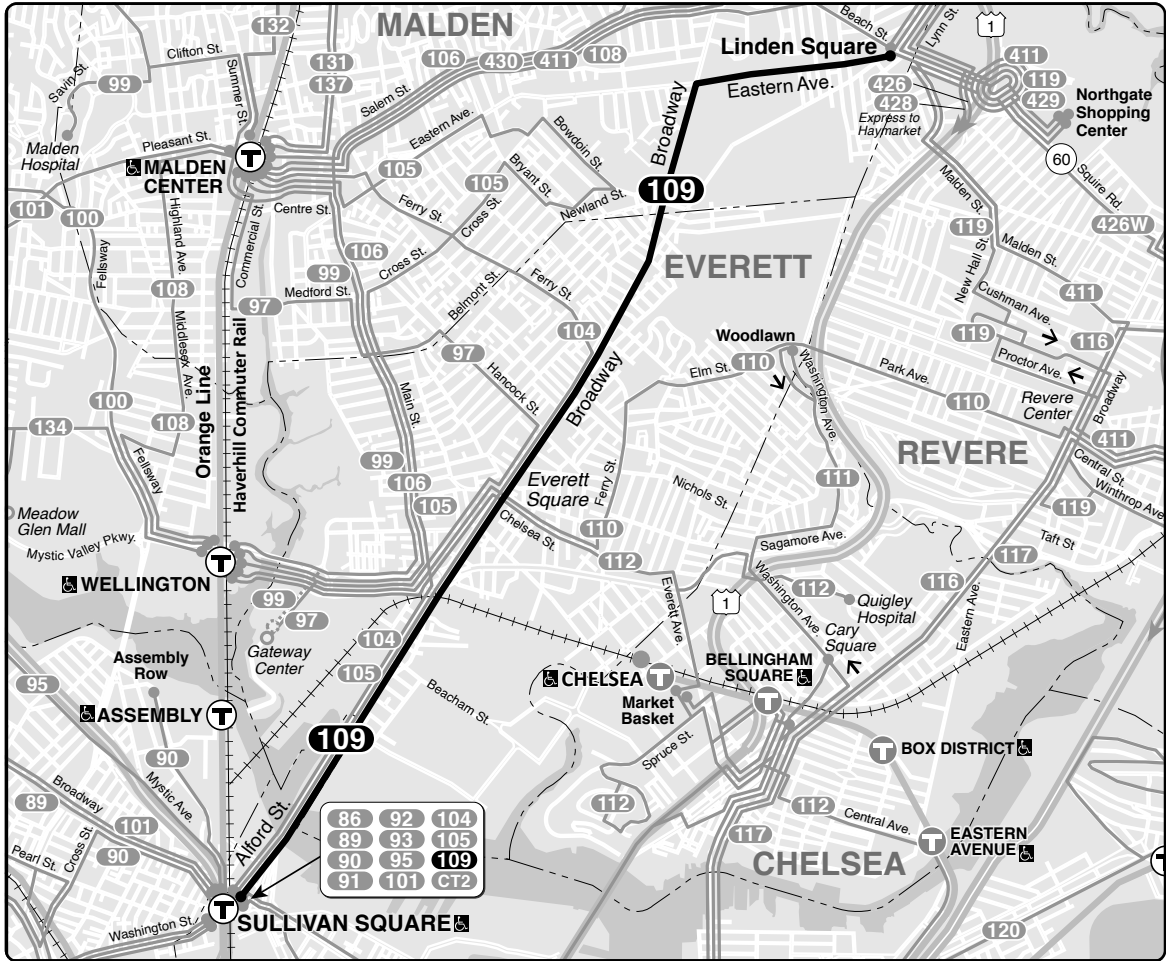 MALDEN
132
Clifton St.
Savin St.
99
Summer St.
131
137
106
430
411
108
Salem St.
Beach St.
Lynn St.
1
Linden Square
Eastern Ave.
Broadway
426
428
Express to
Haymarket
411
119
429
Northgate
Shopping
Center
60
Squire Rd.
426W
Malden
Hospital
Pleasant St.
T
MALDEN
CENTER
Eastern Ave.
Bowdoin St.
105
105
Bryant St.
Newland St.
Cross St.
Ferry St.
109
101
100
Highland Ave.
Commercial St.
Centre St.
Fellsway
106
99
Cross St.
Medford St.
97
108
Belmont St.
Ferry St.
EVERETT
Malden St.
119
Malden St.
New Hall St.
411
Cushman Ave.
119
116
Proctor Ave.
Revere
Center
Broadway
Middlesex Ave.
Orange Line
Haverhill Commuter Rail
104
97
Hancock St.
Broadway
Woodlawn
Elm St.
110
Washington Ave.
Park Ave.
110
REVERE
411
Central St.
Winthrop Ave
119
Taft St
100
108
134
Fellsway
Main St.
99
106
105
Everett
Square
Ferry St.
Nichols St.
111
110
Chelsea St.
112
Sagamore Ave.
117
116
Meadow
Glen Mall
Mystic Valley Pkwy.
T
WELLINGTON
99
97
Gateway
Center
Everett Ave.
1
Washington Ave.
112
Quigley
Hospital
Cary
Square
Eastern Ave.
104
105
Assembly
Row
95
ASSEMBLY
T
90
Mystic Ave.
Beacham St.
CHELSEA
T
Market
Basket
BELLINGHAM
SQUARE
T
Spruce St.
112
T
BOX DISTRICT
109
Alford St.
89
Broadway
101
90
Pearl St.
Cross St.
86
92
104
89
93
105
90
95
109
91
101
CT2
112
117
Central Ave.
T
EASTERN
AVENUE
CHELSEA
T
SULLIVAN SQUARE
Washington St.
120